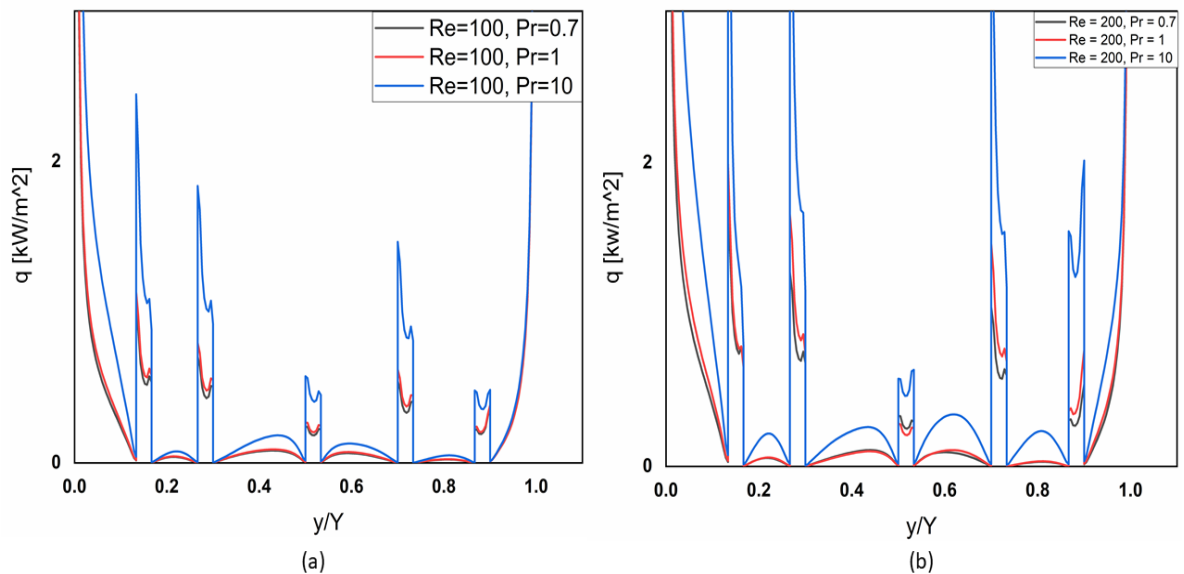 Re=100, Pr=0.7
Re=100, Pr=1
Re=100, Pr=10
2
0
q [kW/m^2]
0.0 0.2 0.4 0.6 0.8 1.0
y/Y
(a)
Re = 200, Pr = 0.7
Re = 200, Pr = 1
Re = 200, Pr = 10
2
0
q [kw/m^2]
0.0 0.2 0.4 0.6 0.8 1.0
y/Y
(b)